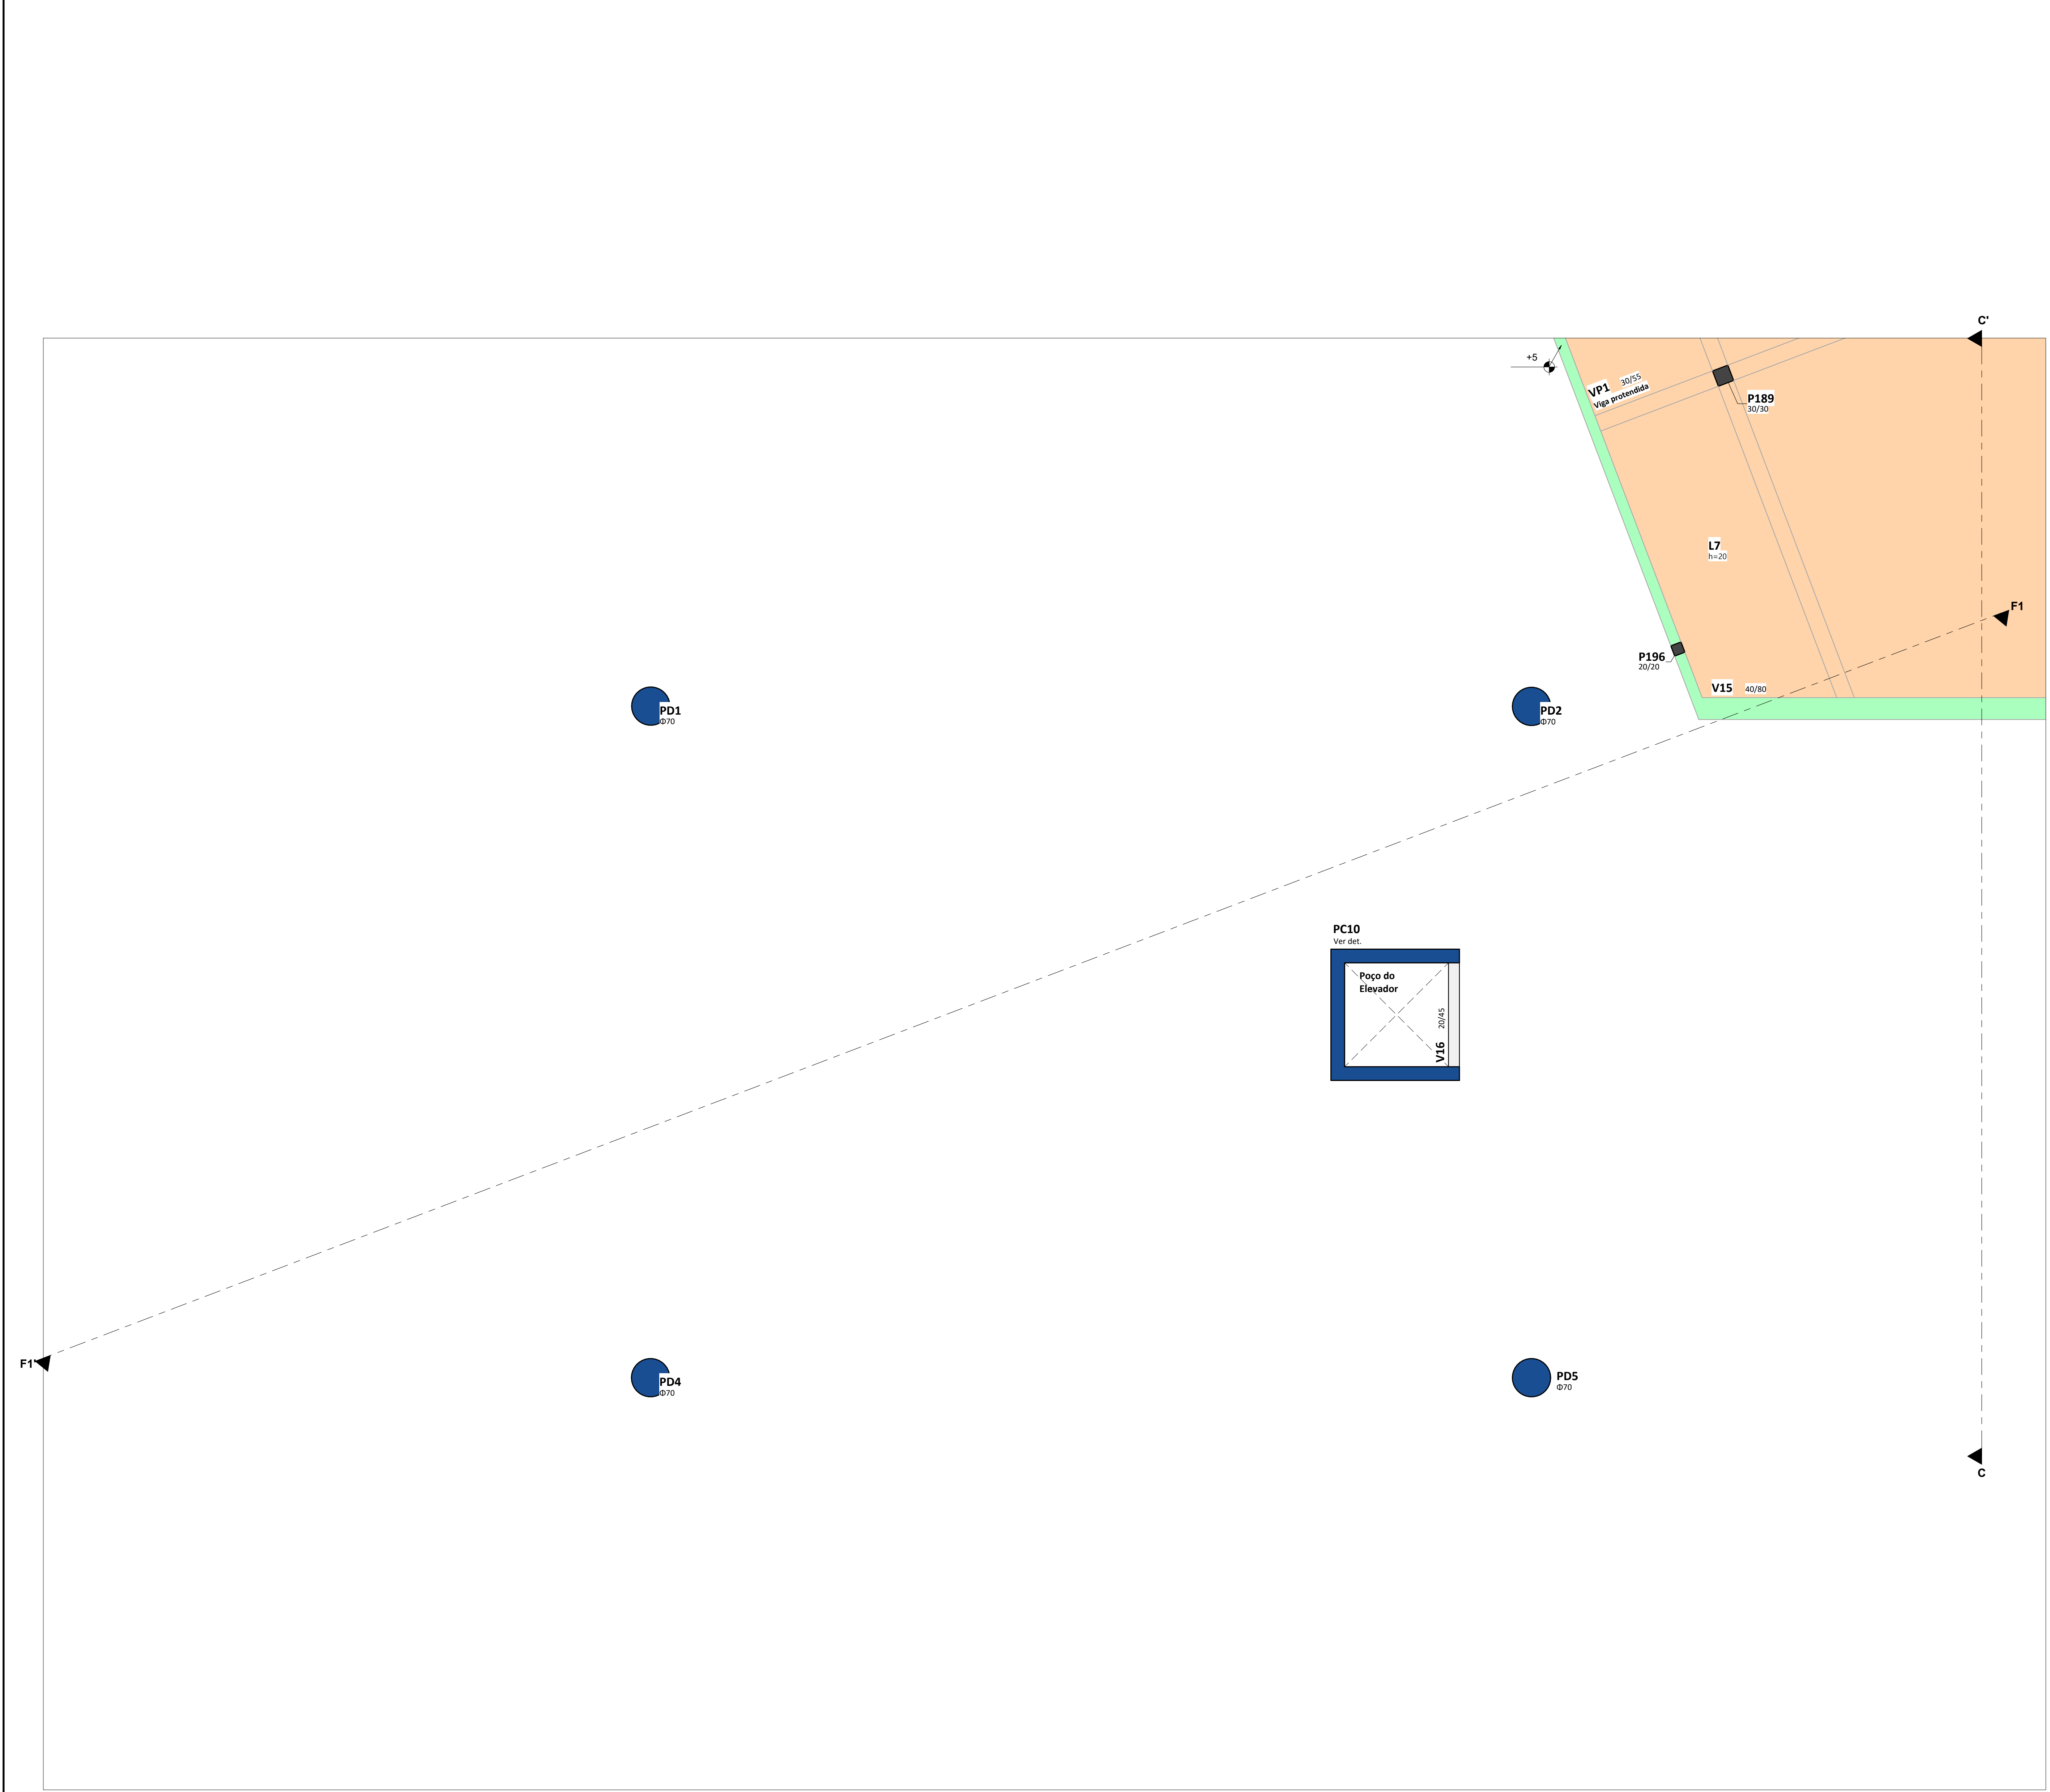 C'
+5
VP1 30/55
Viga protendida
P189
30/30
L7
h=20
F1
P196
20/20
V15 40/80
PD1
Φ70
PD2
Φ70
PC10
Ver det.
Poço do
Elevador
V16 20/45
F1'
PD4
Φ70
PD5
Φ70
C